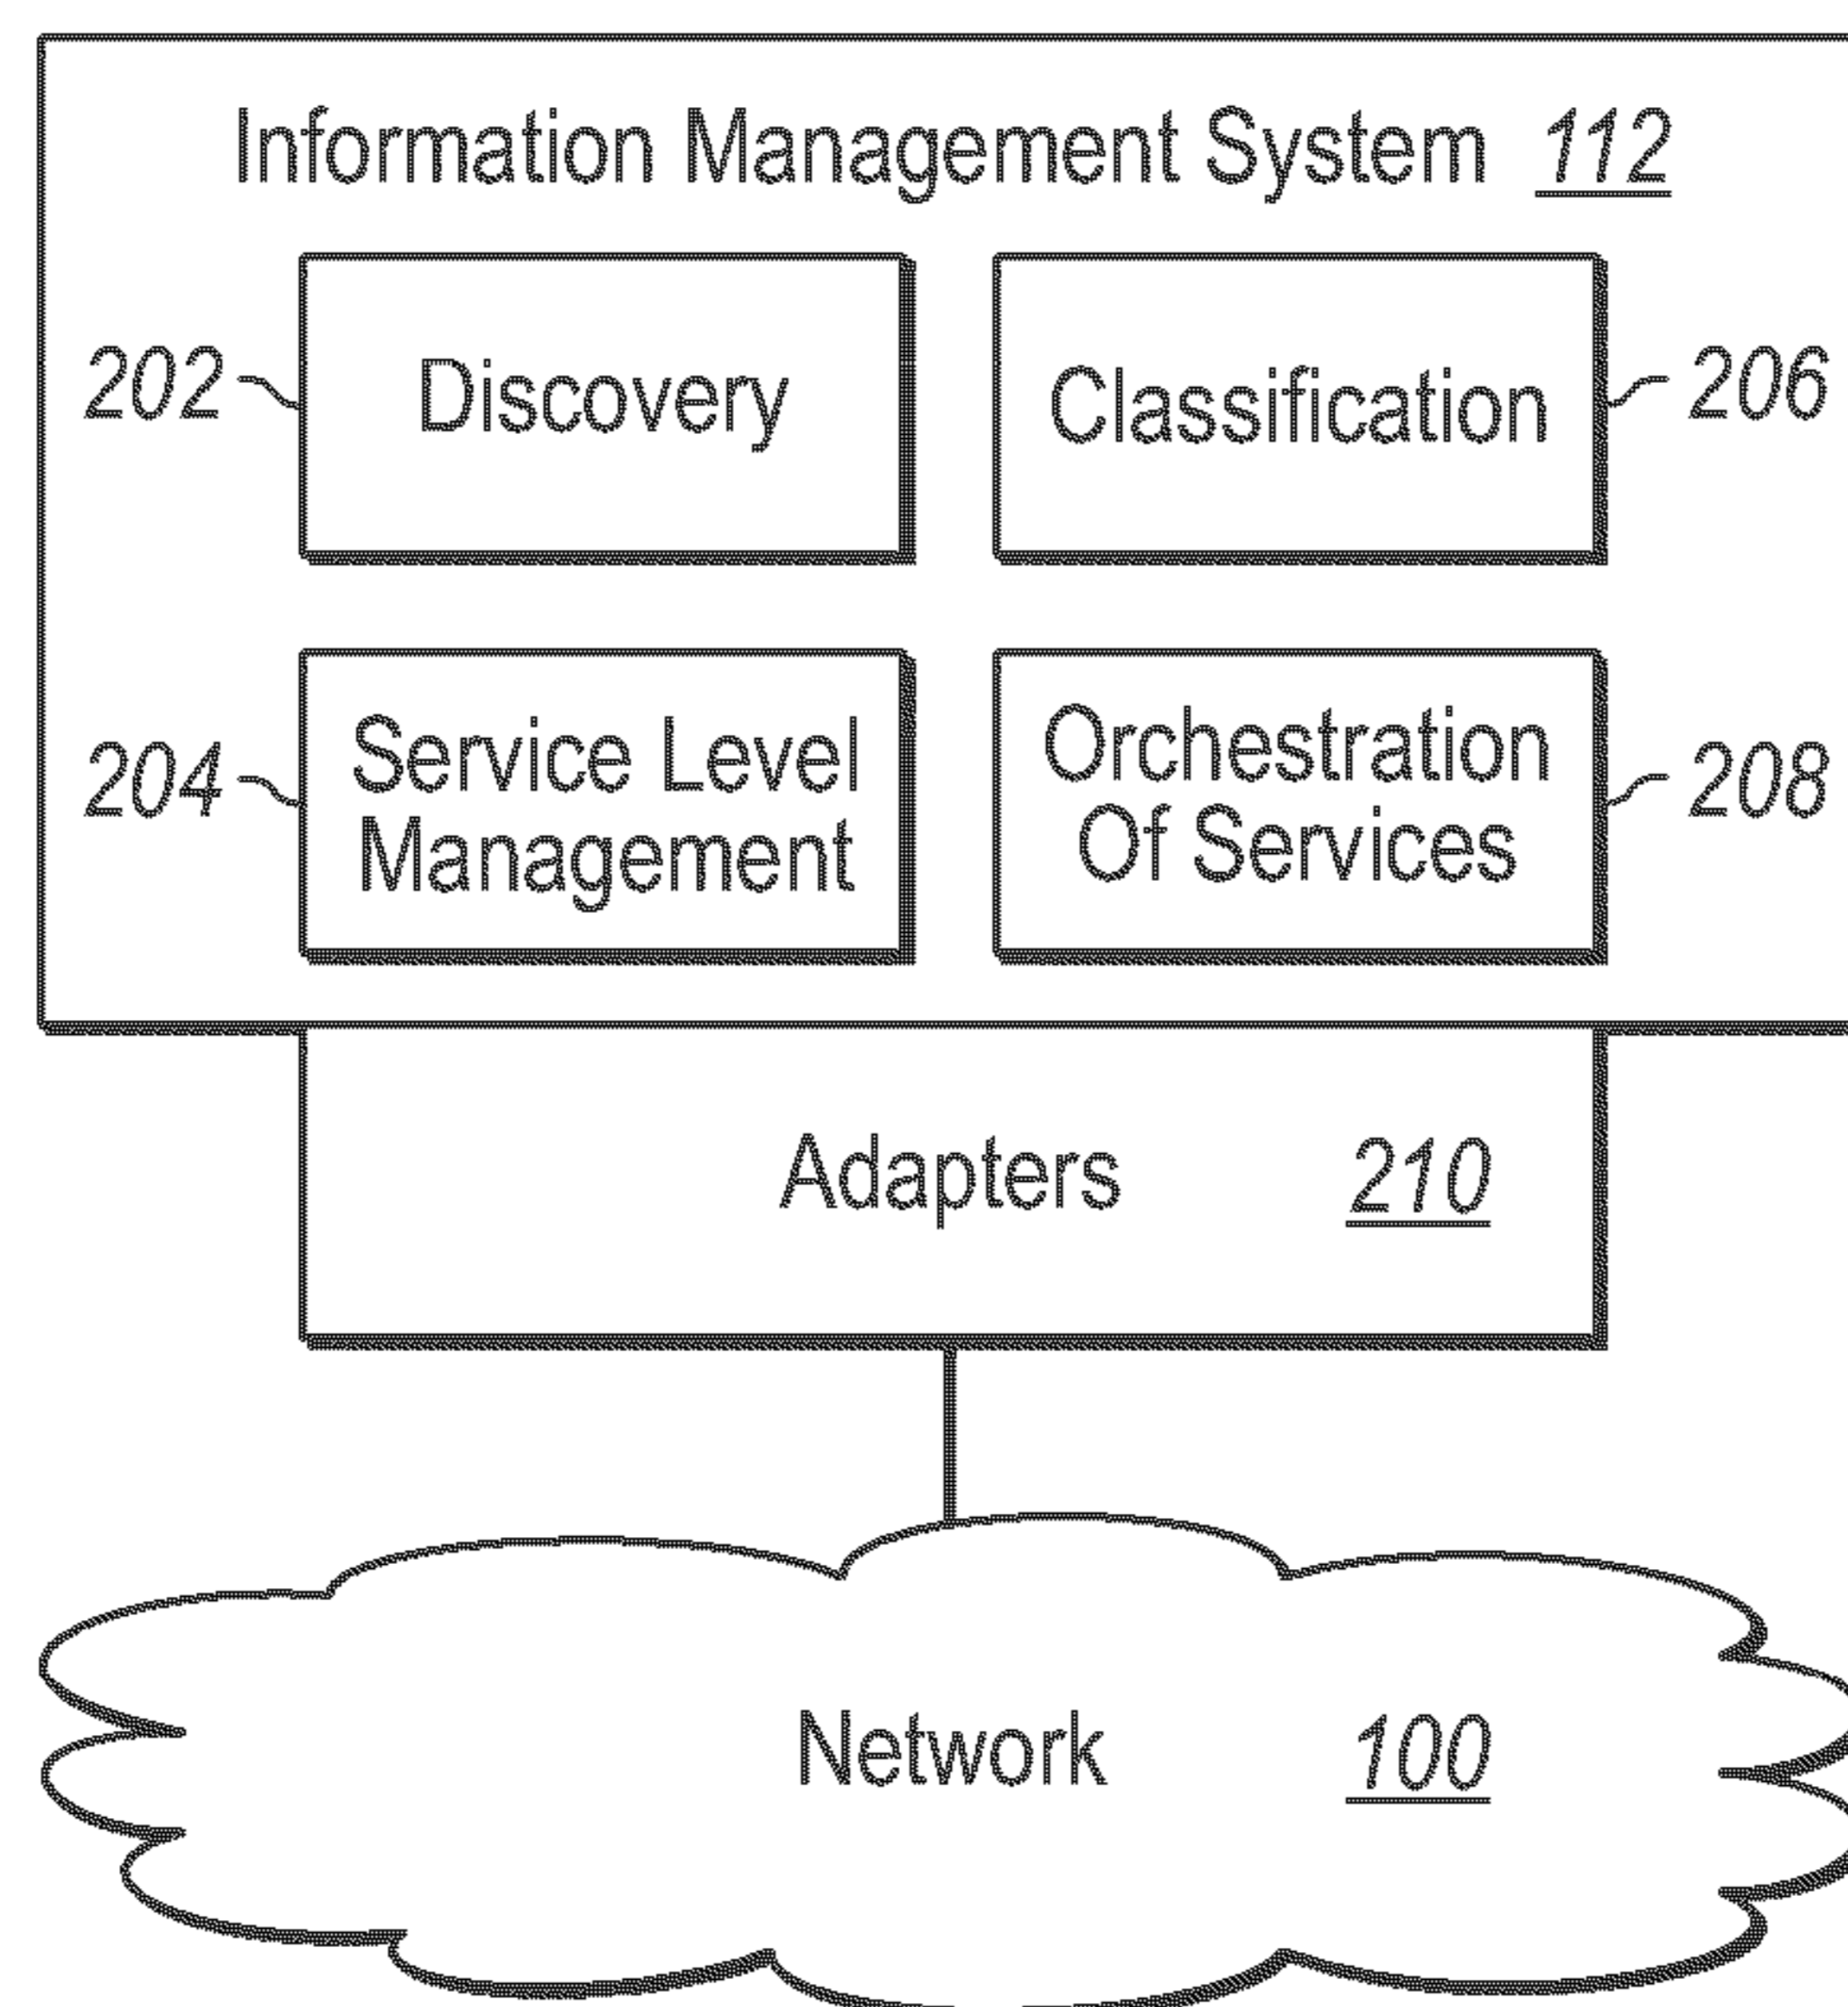 Information Management System 112
202 Discovery Classification 206
204 Service Level Management Orchestration Of Services 208
Adapters 210
Network 100